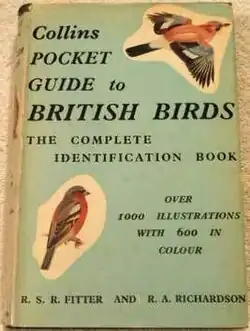 Collins
POCKET
GUIDE to
BRITISH BIRDS
THE COMPLETE
IDENTIFICATION BOOK
OVER
1000 ILLUSTRATIONS
WITH 600 IN
COLOUR
R. S. R. FITTER AND R. A. RICHARDSON